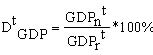 D^t_GDP = GDP_n^t / GDP_r^t *100%